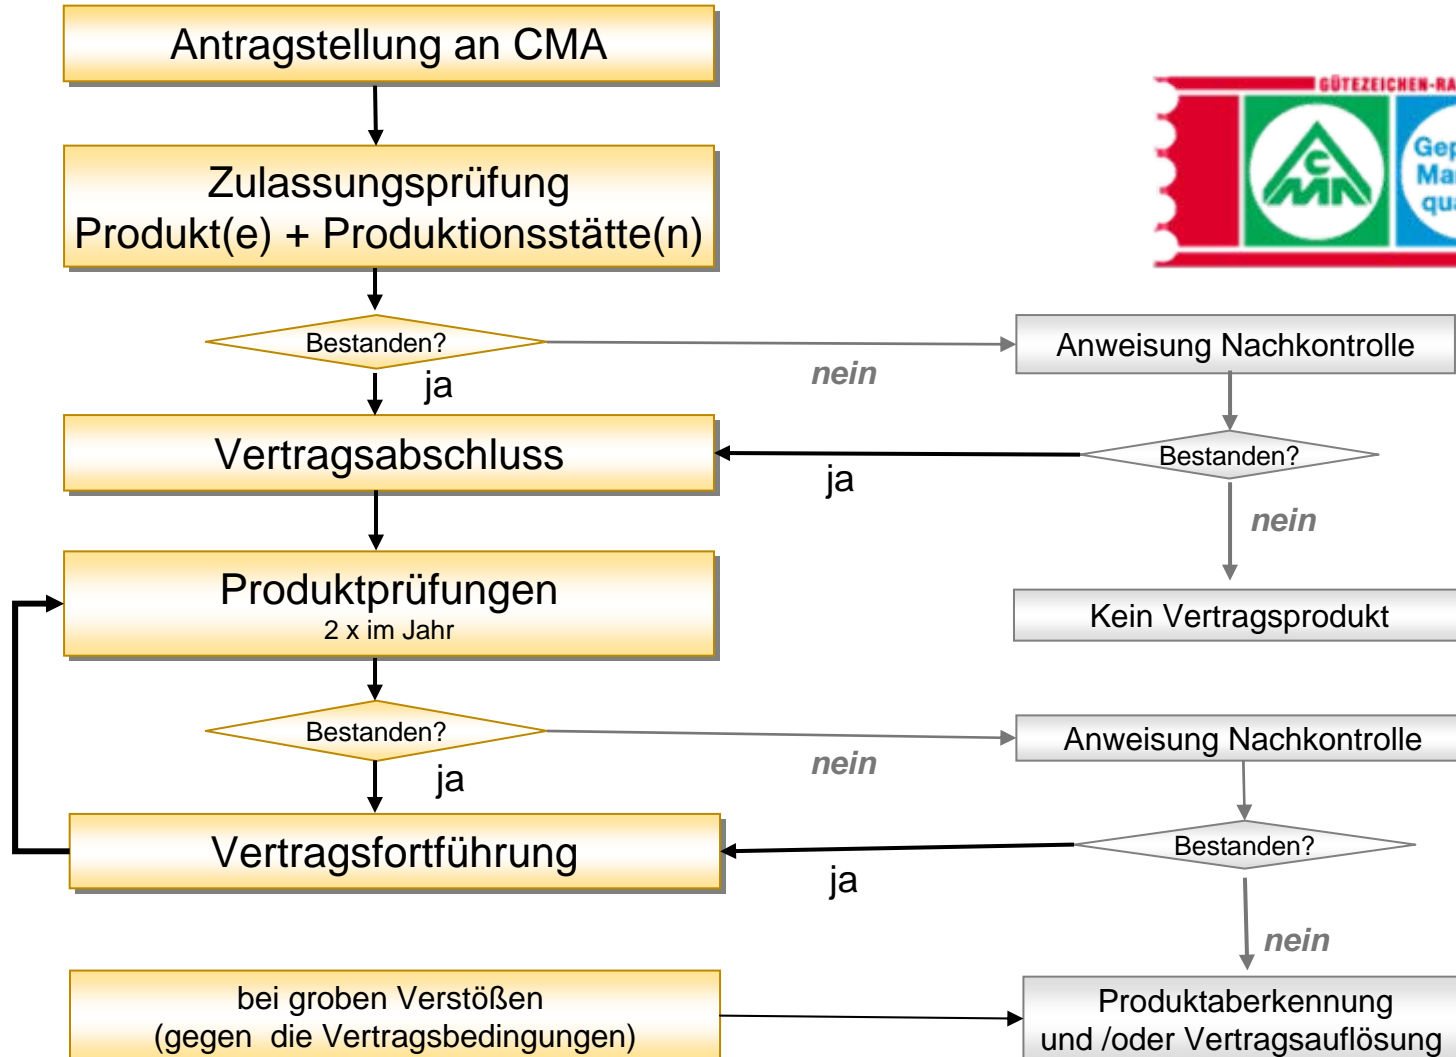 Antragstellung an CMA
GÜTEZEICHEN-RA
CMA
Zulassungsprüfung
Produkt(e) + Produktionsstätte(n)
Bestanden?
nein
Anweisung Nachkontrolle
ja
Vertragsabschluss
ja
Bestanden?
nein
Produktprüfungen
2 x im Jahr
Kein Vertragsprodukt
Bestanden?
nein
Anweisung Nachkontrolle
ja
Vertragsfortführung
ja
Bestanden?
nein
bei groben Verstößen
(gegen die Vertragsbedingungen)
Produktaberkennung
und /oder Vertragsauflösung